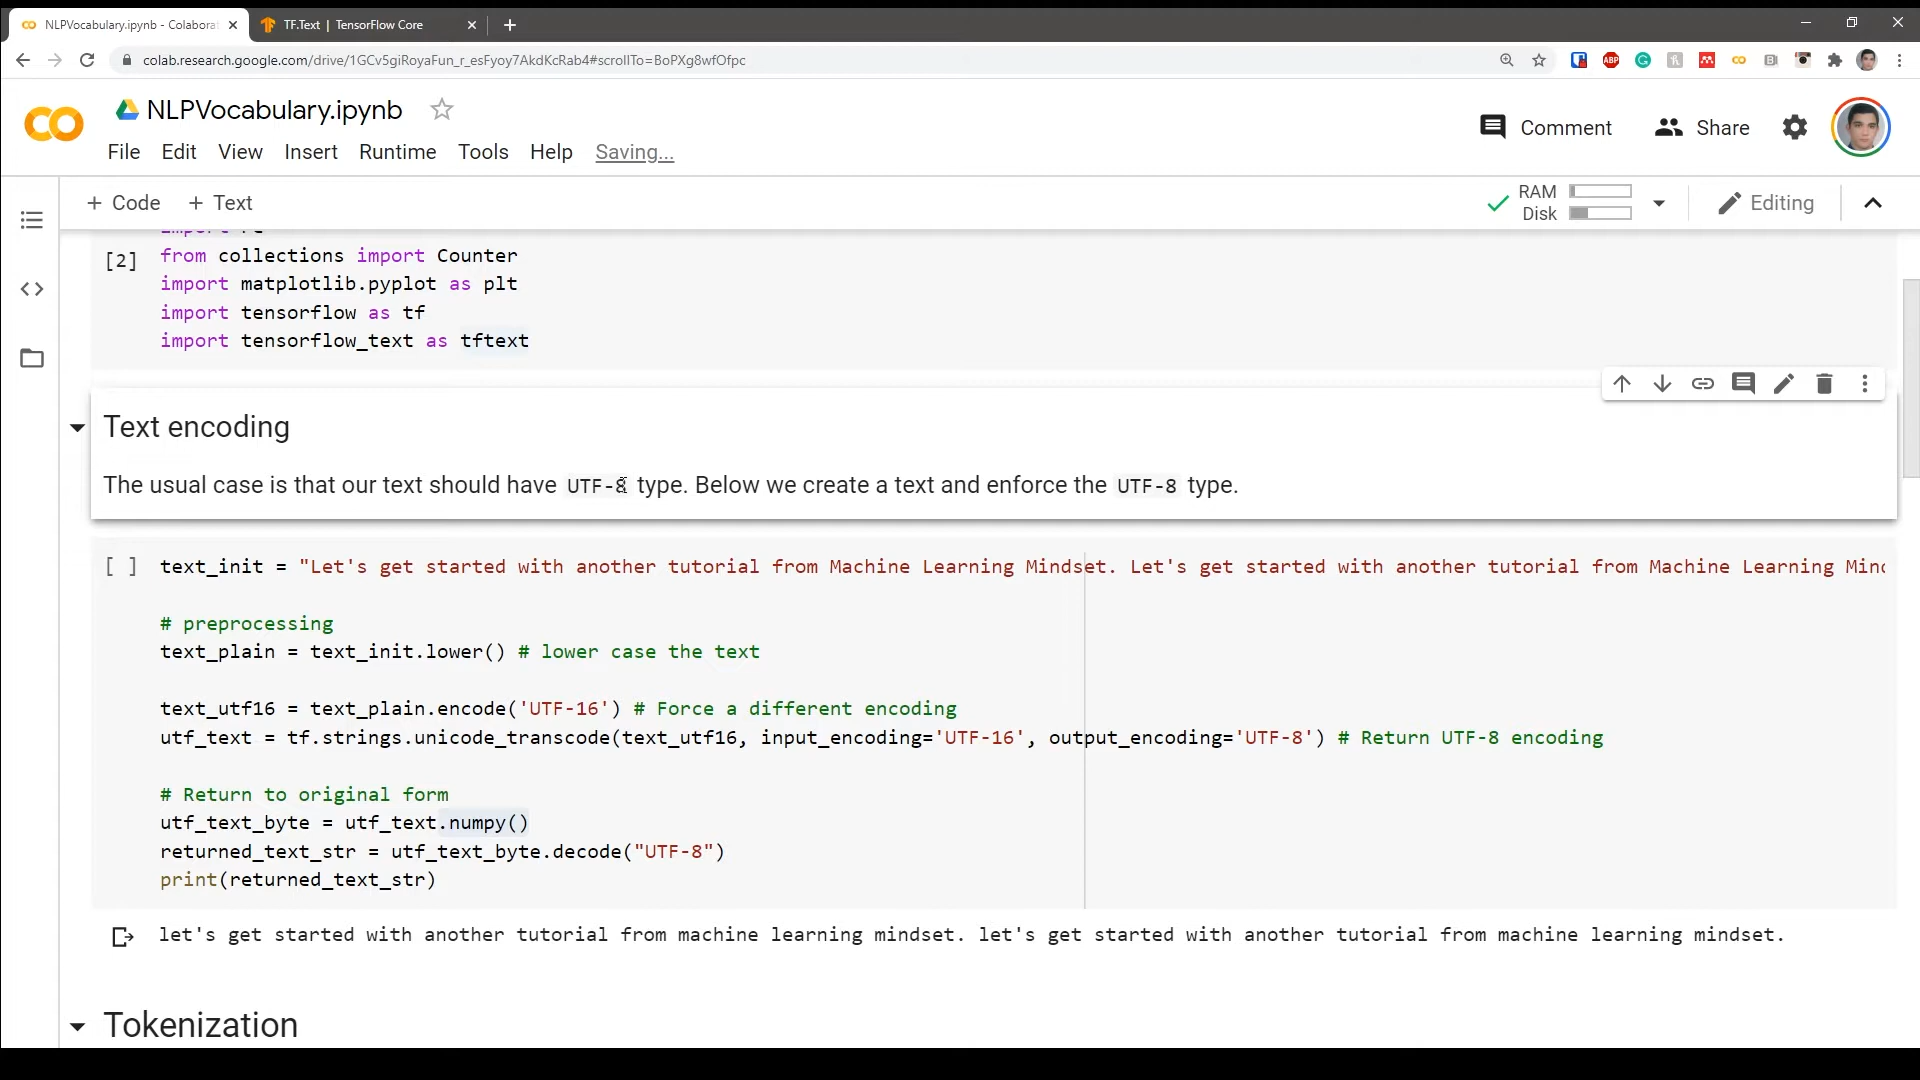 NLPVocabulary.ipynb - Colaborat
TF.Text | TensorFlow Core
colab.research.google.com/drive/1GCv5giRoyaFun_r_esFyoy7AkdKcRab4#scrollTo=BoPXg8wfOfpc
ABP
NLPVocabulary.ipynb
Comment
Share
File Edit View Insert Runtime Tools Help Saving...
+ Code + Text
RAM
Disk
Editing
[2]
from collections import Counter
import matplotlib.pyplot as plt
import tensorflow as tf
import tensorflow_text as tftext
Text encoding
The usual case is that our text should have UTF-8 type. Below we create a text and enforce the UTF-8 type.
[ ] text_init = "Let's get started with another tutorial from Machine Learning Mindset. Let's get started with another tutorial from Machine Learning Min
# preprocessing
text_plain = text_init.lower() # lower case the text
text_utf16 = text_plain.encode('UTF-16') # Force a different encoding
utf_text = tf.strings.unicode_transcode(text_utf16, input_encoding='UTF-16', output_encoding='UTF-8') # Return UTF-8 encoding
# Return to original form
utf_text_byte = utf_text.numpy()
returned_text_str = utf_text_byte.decode("UTF-8")
print(returned_text_str)
let's get started with another tutorial from machine learning mindset. let's get started with another tutorial from machine learning mindset.
Tokenization